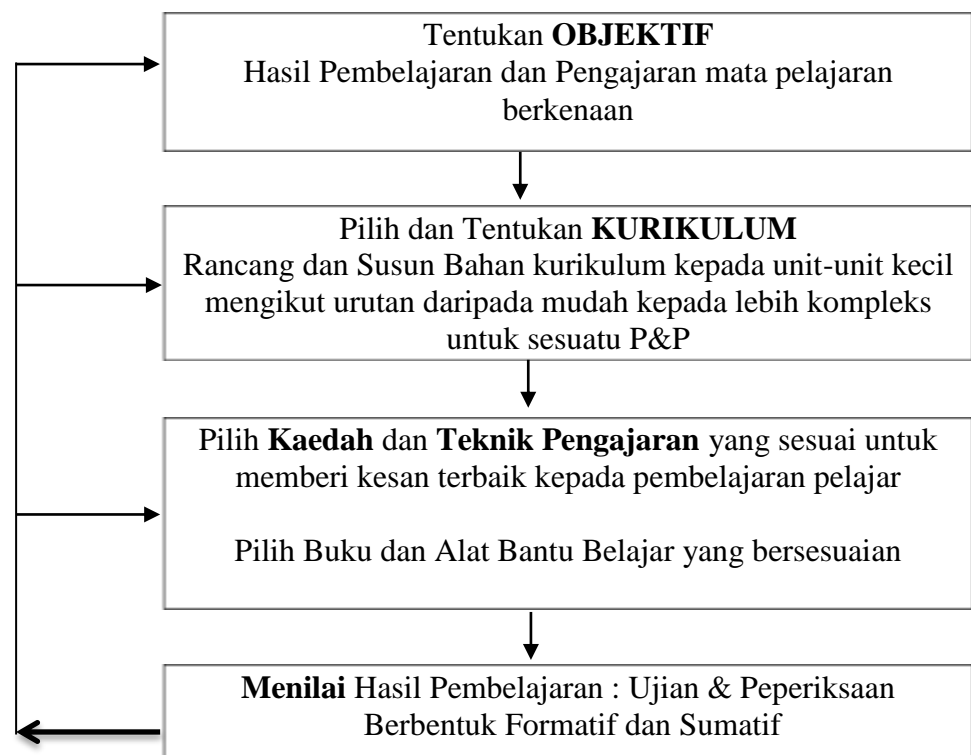 Tentukan OBJEKTIF
Hasil Pembelajaran dan Pengajaran mata pelajaran
berkenaan
Pilih dan Tentukan KURIKULUM
Rancang dan Susun Bahan kurikulum kepada unit-unit kecil
mengikut urutan daripada mudah kepada lebih kompleks
untuk sesuatu P&P
Pilih Kaedah dan Teknik Pengajaran yang sesuai untuk
memberi kesan terbaik kepada pembelajaran pelajar
Pilih Buku dan Alat Bantu Belajar yang bersesuaian
Menilai Hasil Pembelajaran : Ujian & Peperiksaan
Berbentuk Formatif dan Sumatif